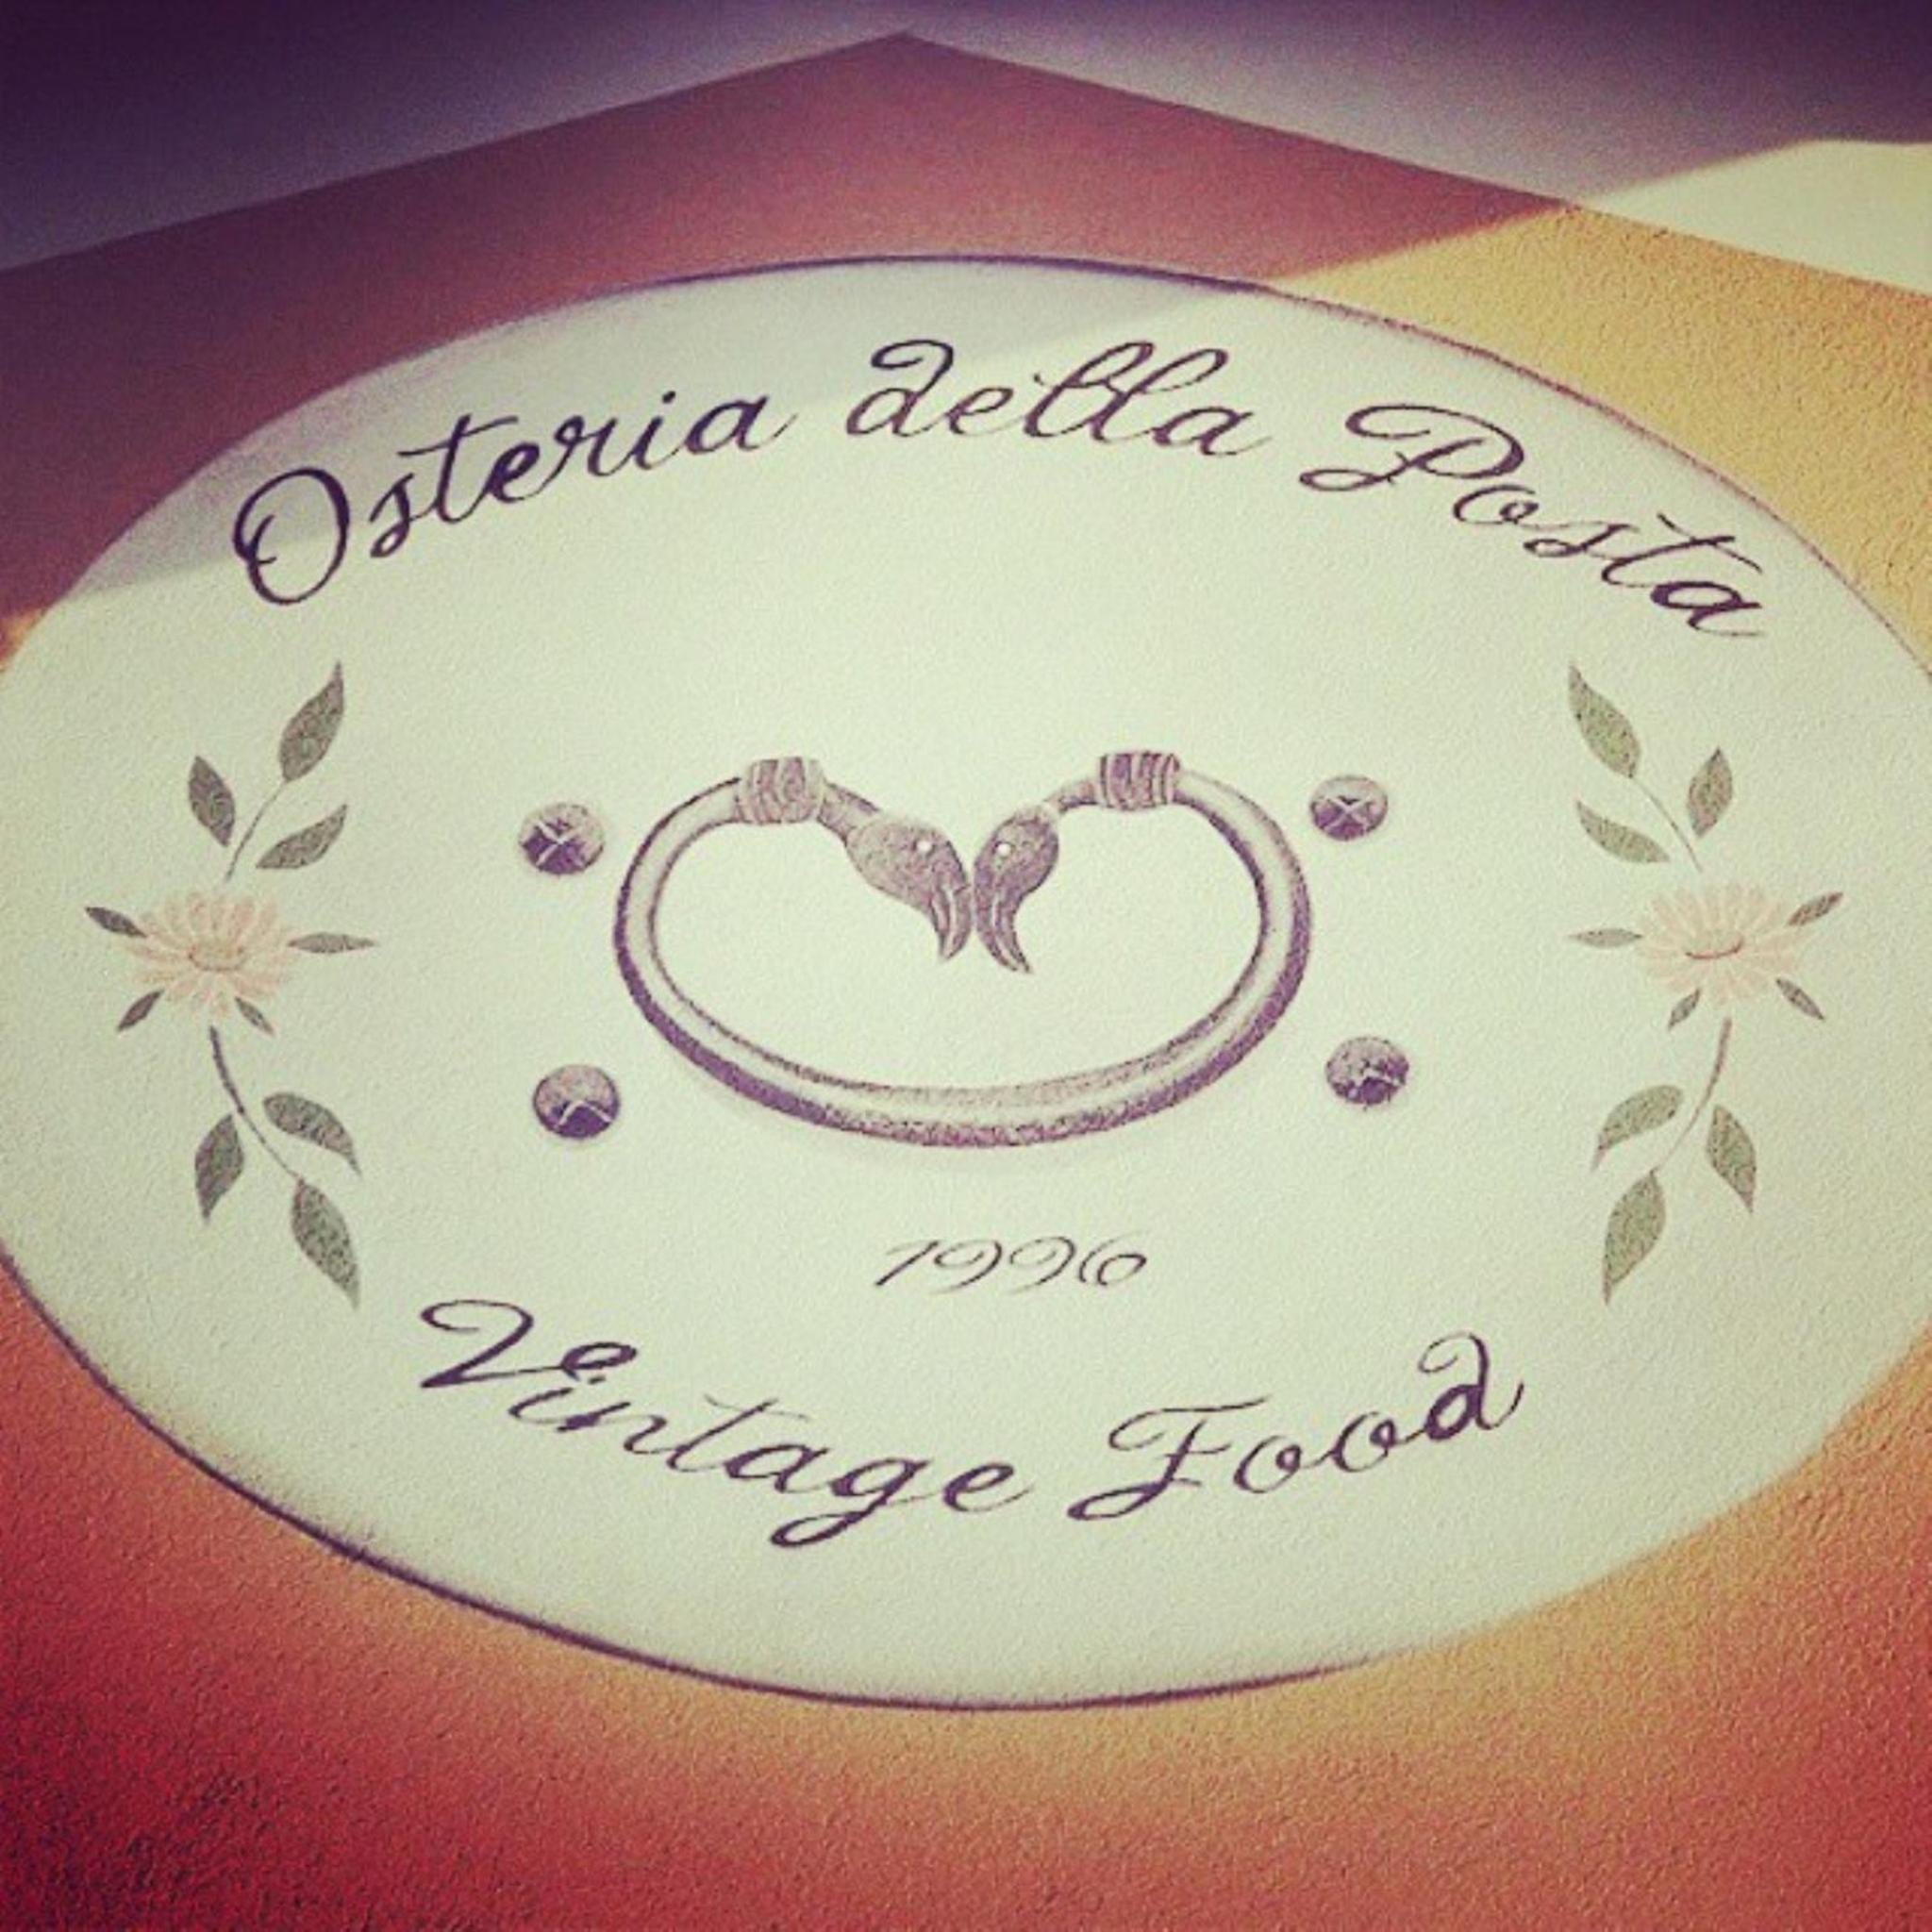 Osteria della Posta
1996
Vintage Food